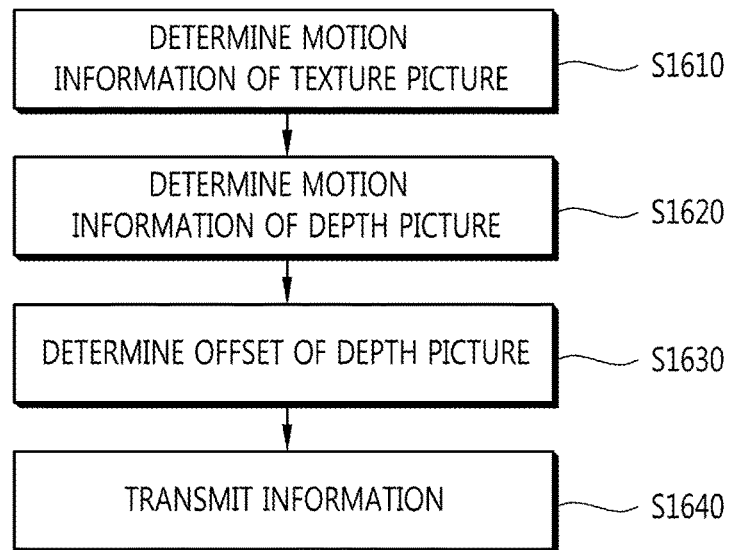 DETERMINE MOTION
INFORMATION OF TEXTURE PICTURE
S1610
DETERMINE MOTION
INFORMATION OF DEPTH PICTURE
S1620
DETERMINE OFFSET OF DEPTH PICTURE
S1630
TRANSMIT INFORMATION
S1640